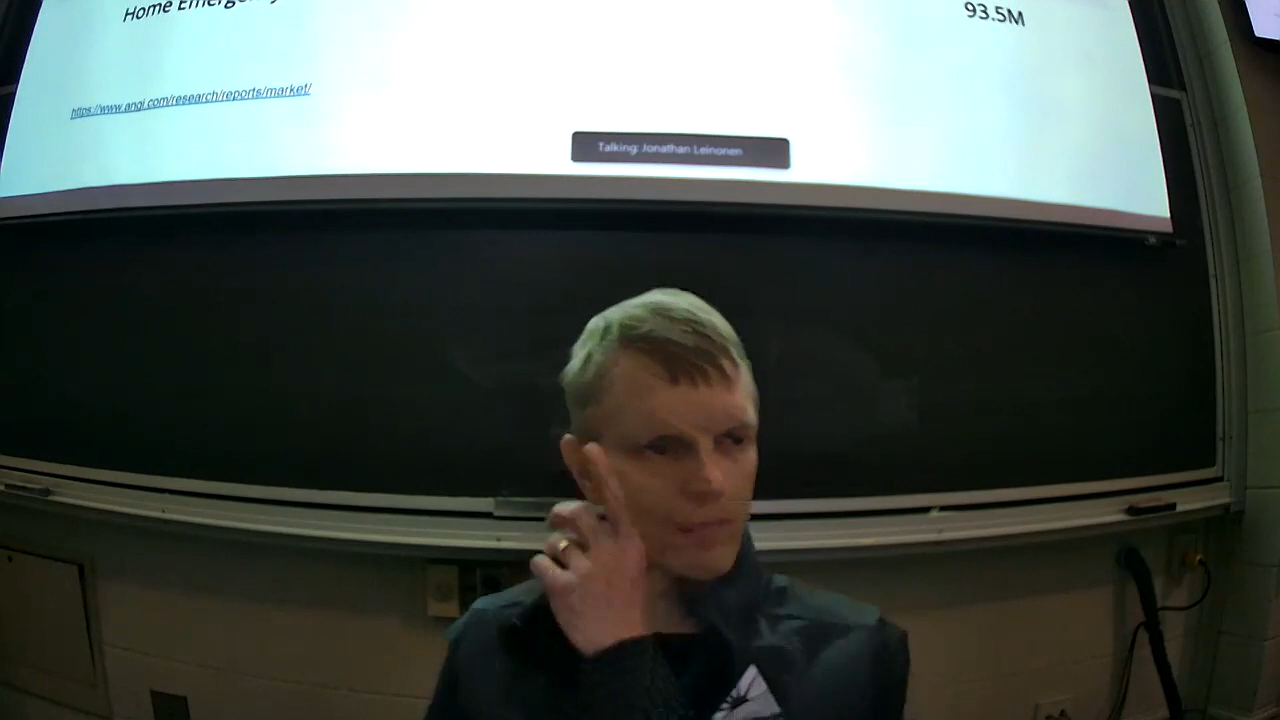 Home Emergency
93.5M
https://www.angi.com/research/reports/market/
Talking: Jonathan Leinonen